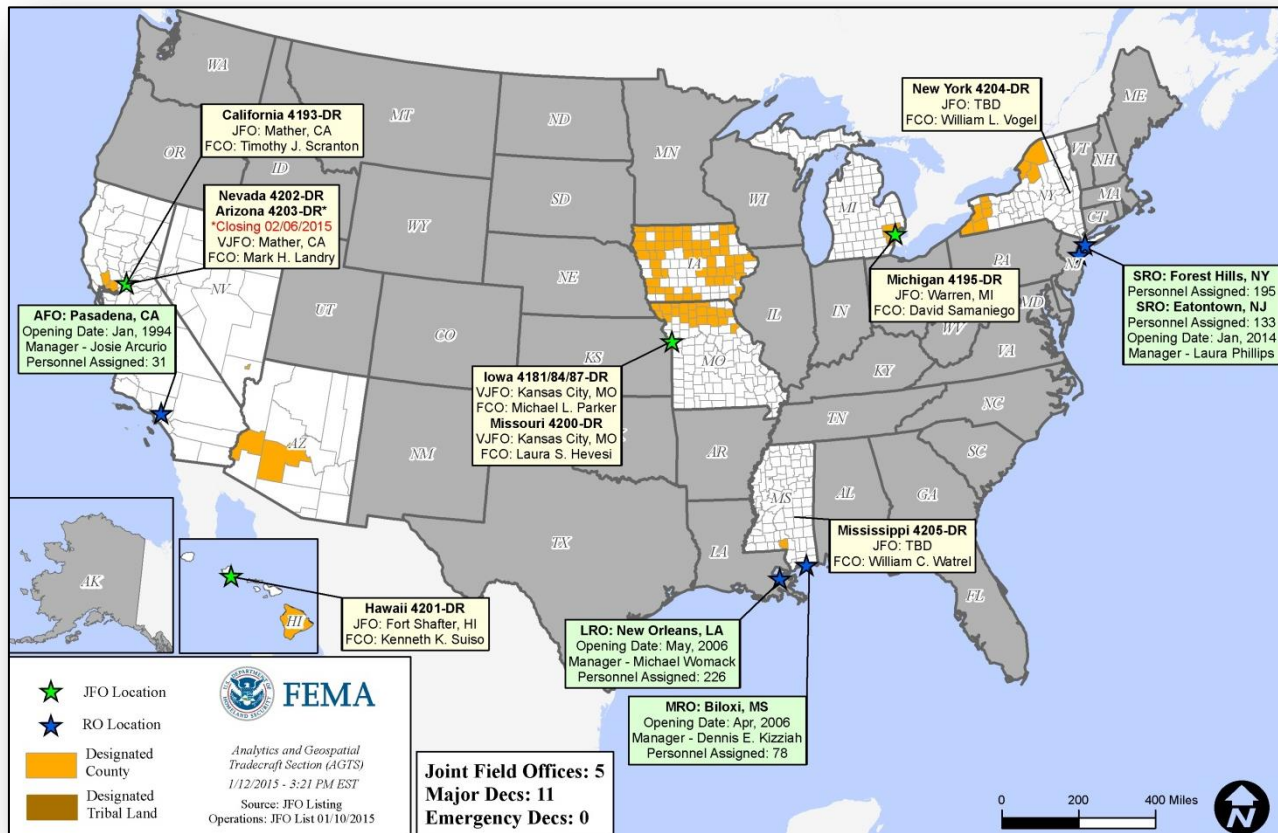 WA
MT
ND
MN
OR
ID
SD
WI
MI
WY
NE
IA
NV
UT
CO
KS
MO
IL
IN
KY
WV
VA
PA
NJ
MD
NY
VT
NH
ME
MA
CT
TN
NC
SC
AZ
NM
TX
AR
LA
MS
AL
GA
FL
AK
HI
California 4193-DR
JFO: Mather, CA
FCO: Timothy J. Scranton
Nevada 4202-DR
Arizona 4203-DR*
*Closing 02/06/2015
VJFO: Mather, CA
FCO: Mark H. Landry
AFO: Pasadena, CA
Opening Date: Jan, 1994
Manager - Josie Arcurio
Personnel Assigned: 31
Iowa 4181/84/87-DR
VJFO: Kansas City, MO
FCO: Michael L. Parker
Missouri 4200-DR
VJFO: Kansas City, MO
FCO: Laura S. Hevesi
New York 4204-DR
JFO: TBD
FCO: William L. Vogel
Michigan 4195-DR
JFO: Warren, MI
FCO: David Samaniego
SRO: Forest Hills, NY
Personnel Assigned: 195
SRO: Eatontown, NJ
Personnel Assigned: 133
Opening Date: Jan, 2014
Manager - Laura Phillips
Mississippi 4205-DR
JFO: TBD
FCO: William C. Watrel
Hawaii 4201-DR
JFO: Fort Shafter, HI
FCO: Kenneth K. Suiso
LRO: New Orleans, LA
Opening Date: May, 2006
Manager - Michael Womack
Personnel Assigned: 226
MRO: Biloxi, MS
Opening Date: Apr, 2006
Manager - Dennis E. Kizziah
Personnel Assigned: 78
JFO Location
RO Location
Designated
County
Designated
Tribal Land
FEMA
Analytics and Geospatial
Tradecraft Section (AGTS)
1/12/2015 - 3:21 PM EST
Source: JFO Listing
Operations: JFO List 01/10/2015
Joint Field Offices: 5
Major Decs: 11
Emergency Decs: 0
0 200 400 Miles
N